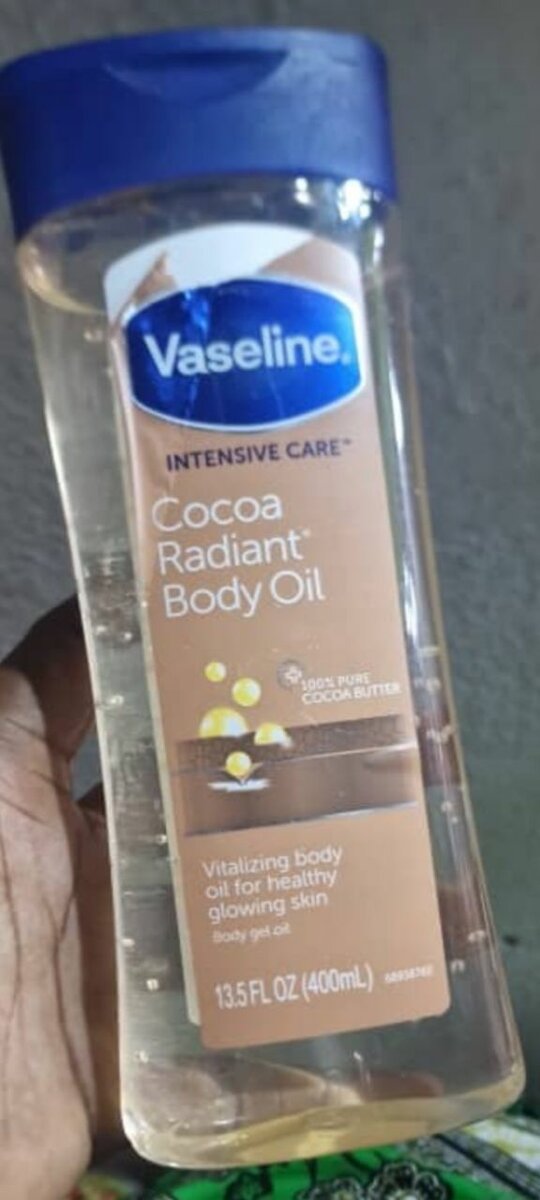 Vaseline®
INTENSIVE CARE™
Cocoa
Radiant®
Body Oil
100% PURE
COCOA BUTTER
Vitalizing body
oil for healthy
glowing skin
Body gel oil
13.5 FL OZ (400mL)